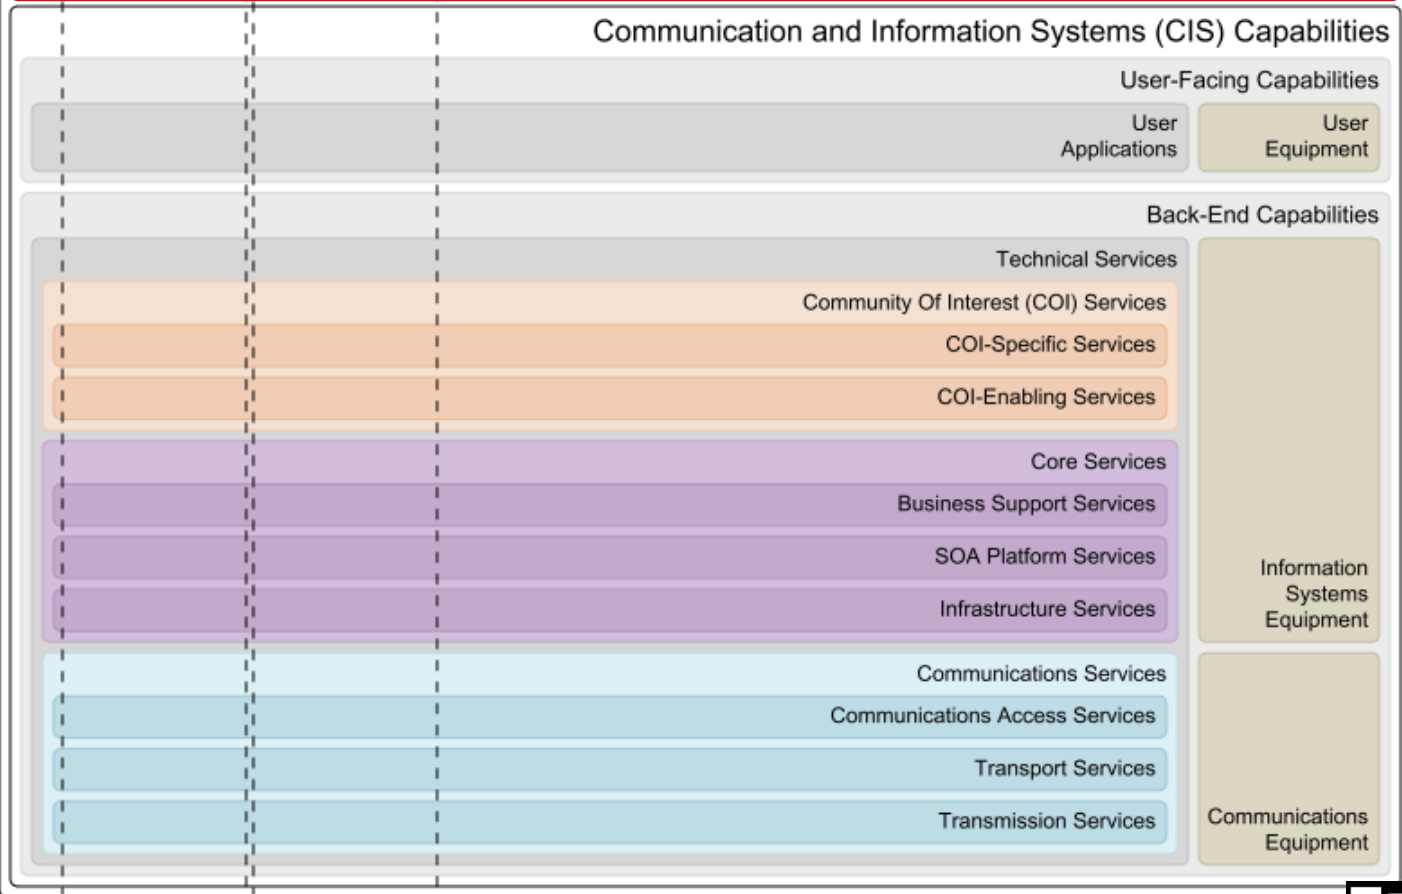 Communication and Information Systems (CIS) Capabilities
User-Facing Capabilities
User
Applications
User
Equipment
Back-End Capabilities
Technical Services
Community Of Interest (COI) Services
COI-Specific Services
COI-Enabling Services
Core Services
Business Support Services
SOA Platform Services
Infrastructure Services
Information
Systems
Equipment
Communications Services
Communications Access Services
Transport Services
Transmission Services
Communications
Equipment